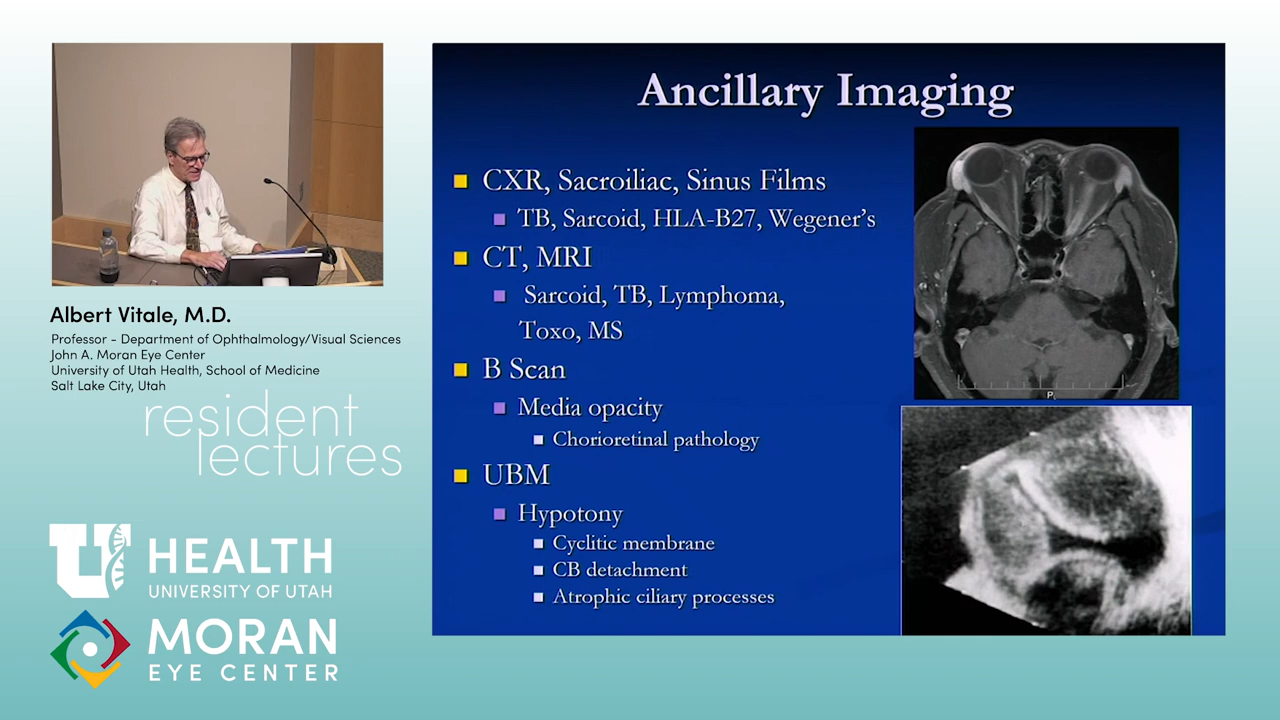 Ancillary Imaging
CXR, Sacroiliac, Sinus Films
TB, Sarcoid, HLA-B27, Wegener's
CT, MRI
Sarcoid, TB, Lymphoma,
Toxo, MS
B Scan
Media opacity
Chorioretinal pathology
UBM
Hypotony
Cyclitic membrane
CB detachment
Atrophic ciliary processes
P
Albert Vitale, M.D.
Professor - Department of Ophthalmology/Visual Sciences
John A. Moran Eye Center
University of Utah Health, School of Medicine
Salt Lake City, Utah
resident
lectures
U HEALTH
UNIVERSITY OF UTAH
MORAN
EYE CENTER